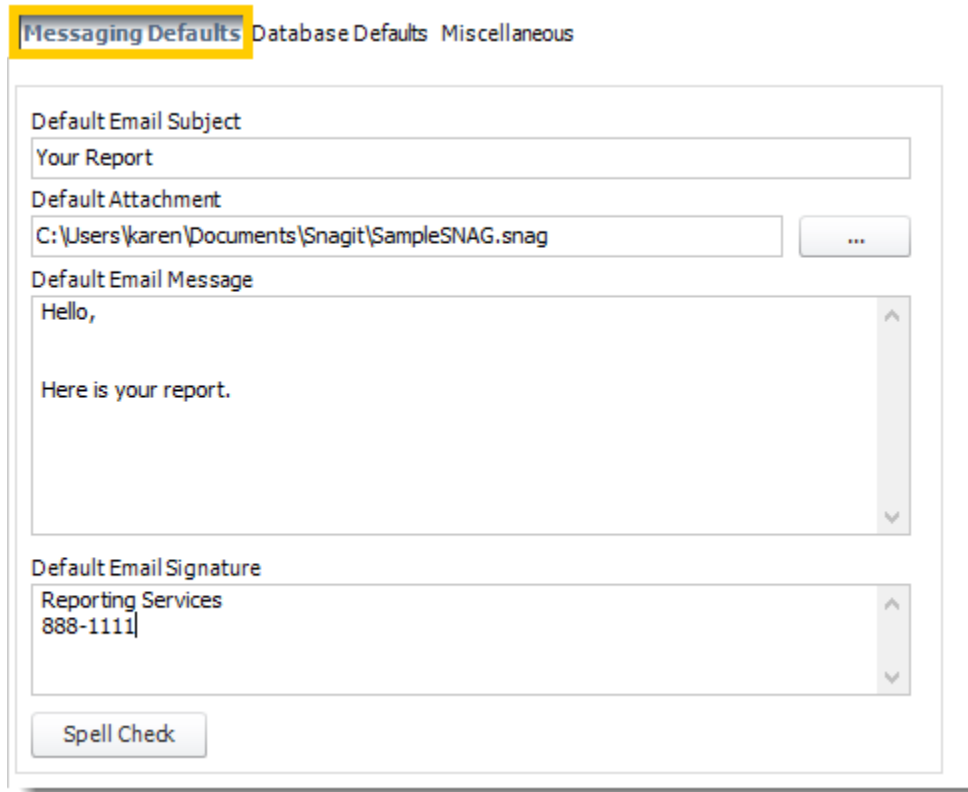 Messaging Defaults Database Defaults Miscellaneous
Default Email Subject
Your Report
Default Attachment
C:\Users\karen\Documents\Snagit\SampleSNAG.snag ...
Default Email Message
Hello,
Here is your report.
Default Email Signature
Reporting Services
888-1111
Spell Check